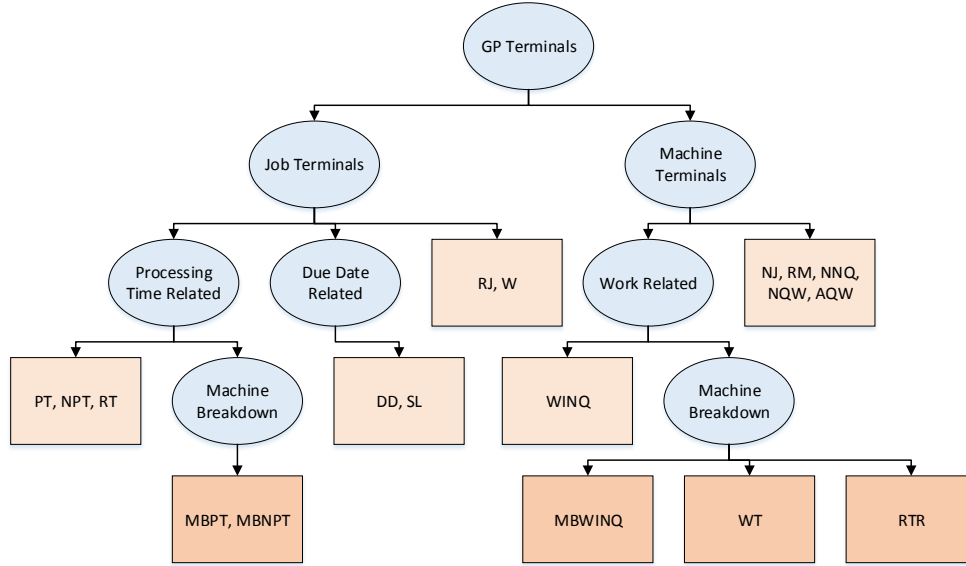 GP Terminals
Job Terminals
Machine
Terminals
Processing
Time Related
Due Date
Related
RJ, W
Work Related
NJ, RM, NNQ,
NQW, AQW
PT, NPT, RT
Machine
Breakdown
DD, SL
WINQ
Machine
Breakdown
MBPT, MBNPT
MBWINQ
WT
RTR